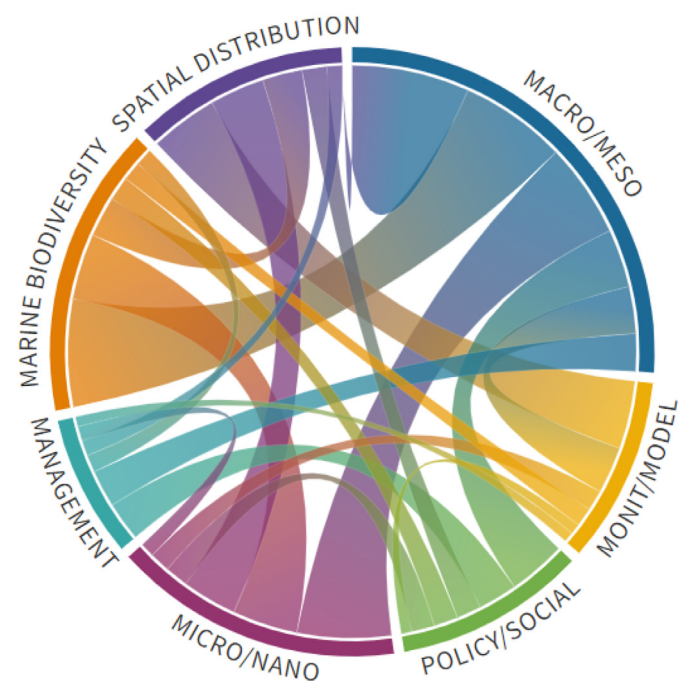 SPATIAL DISTRIBUTION
MACRO/MESO
MARINE BIODIVERSITY
MANAGEMENT
MONIT/MODEL
MICRO/NANO
POLICY/SOCIAL